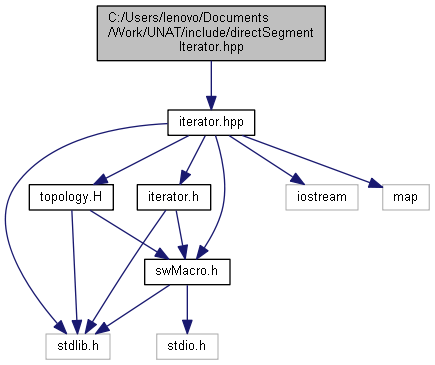 C:/Users/lenovo/Documents
/Work/UNAT/include/directSegment
Iterator.hpp
iterator.hpp
topology.H
iterator.h
iostream
map
swMacro.h
stdlib.h
stdio.h